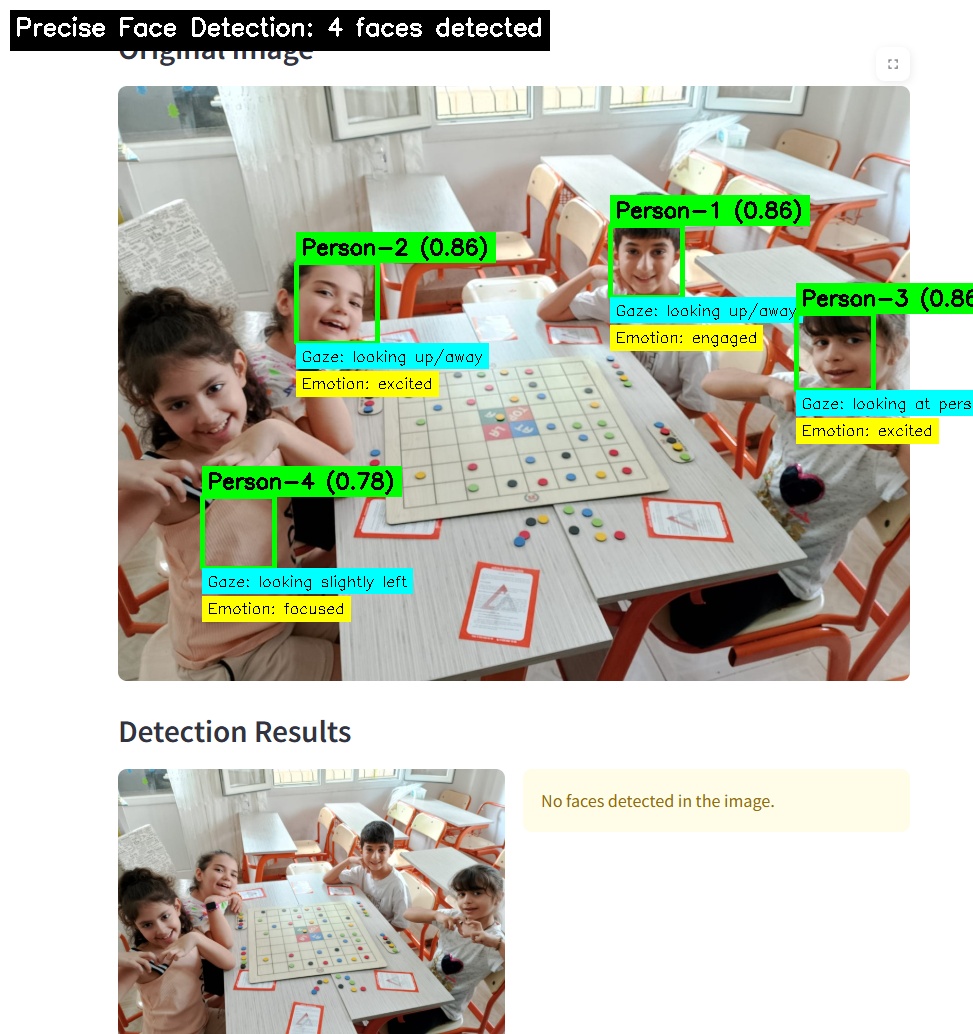 Precise Face Detection: 4 faces detected
Original Image
Person-1 (0.86)
Person-2 (0.86)
Person-3 (0.86
Gaze: looking up/away
Emotion: engaged
Gaze: looking up/away
Emotion: excited
Gaze: looking at pers
Emotion: excited
Person-4 (0.78)
Gaze: looking slightly left
Emotion: focused
Detection Results
No faces detected in the image.